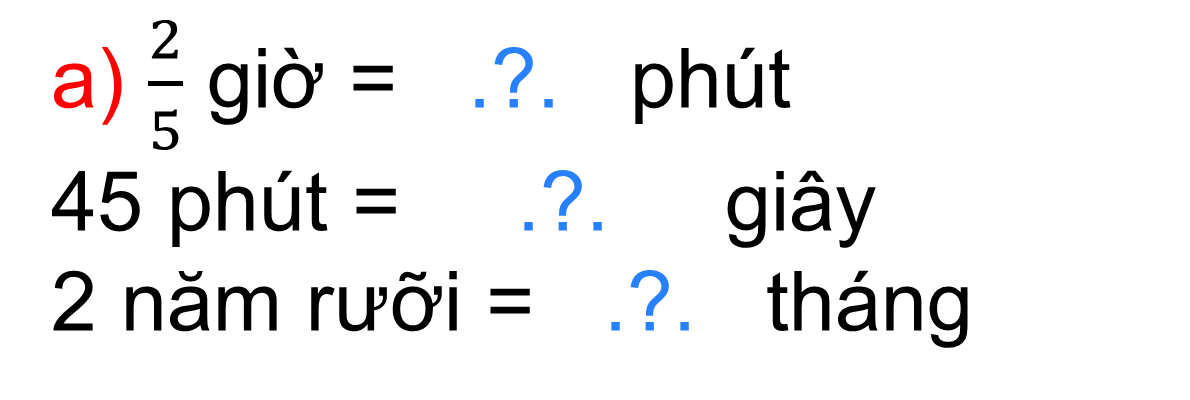 a) 2/5 giờ = .?. phút
45 phút = .?. giây
2 năm rưỡi = .?. tháng